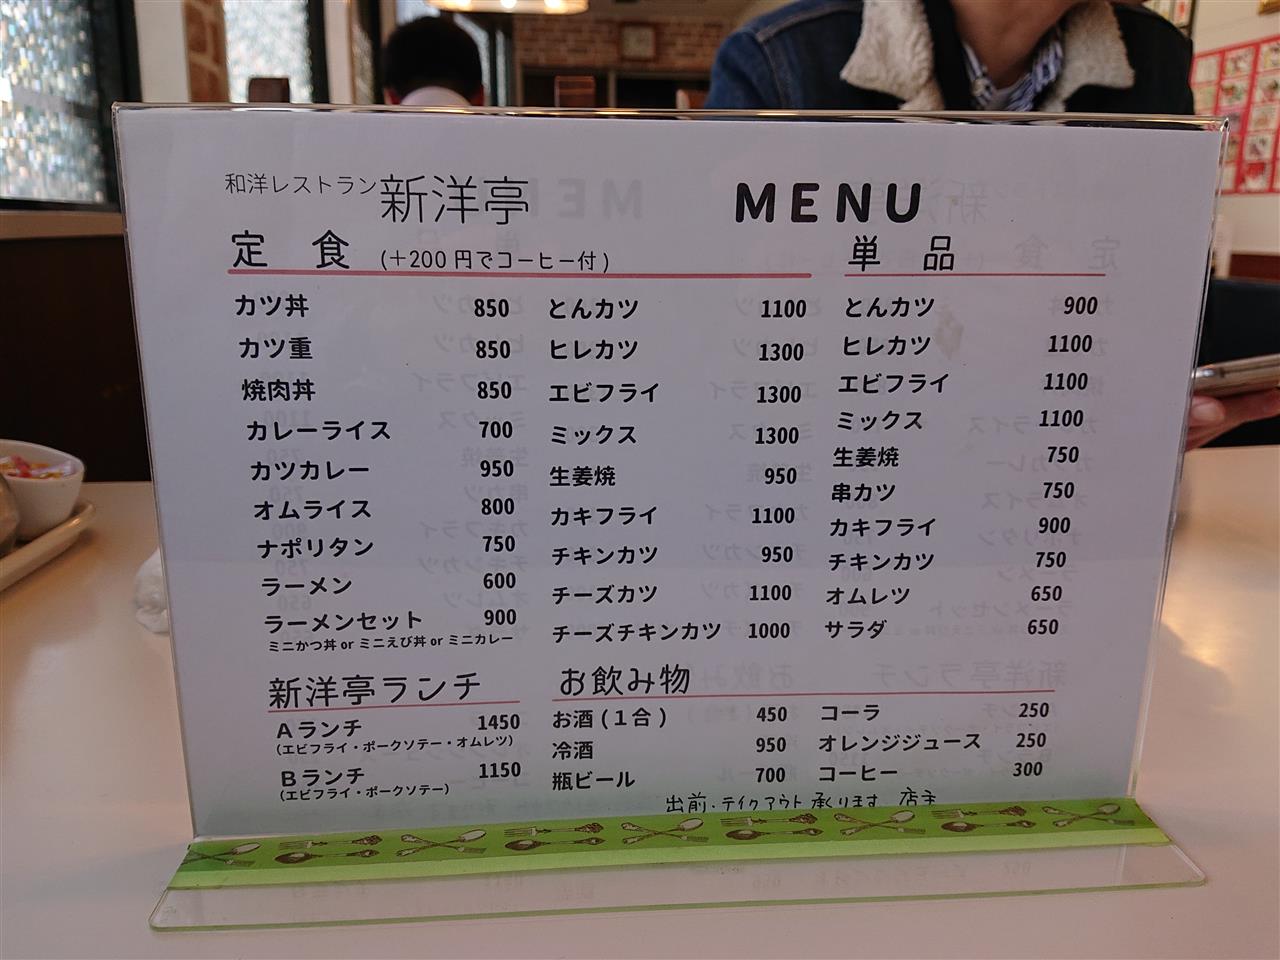 和洋レストラン新洋亭 MENU
定 食 (+200 円でコーヒー付)
カツ丼 850
カツ重 850
焼肉丼 850
カレーライス 700
カツカレー 950
オムライス 800
ナポリタン 750
ラーメン 600
ラーメンセット 900
ミニかつ丼 or ミニえび丼 or ミニカレー
とんカツ 1100
ヒレカツ 1300
エビフライ 1300
ミックス 1300
生姜焼 950
カキフライ 1100
チキンカツ 950
チーズカツ 1100
チーズチキンカツ 1000
単 品
とんカツ 900
ヒレカツ 1100
エビフライ 1100
ミックス 1100
生姜焼 750
串カツ 750
カキフライ 900
チキンカツ 750
オムレツ 650
サラダ 650
新洋亭ランチ
Aランチ 1450
(エビフライ・ポークソテー・オムレツ)
Bランチ 1150
(エビフライ・ポークソテー)
お飲み物
お酒(1合) 450
冷酒 950
瓶ビール 700
コーラ 250
オレンジジュース 250
コーヒー 300
出前・テイクアウト承ります 店主